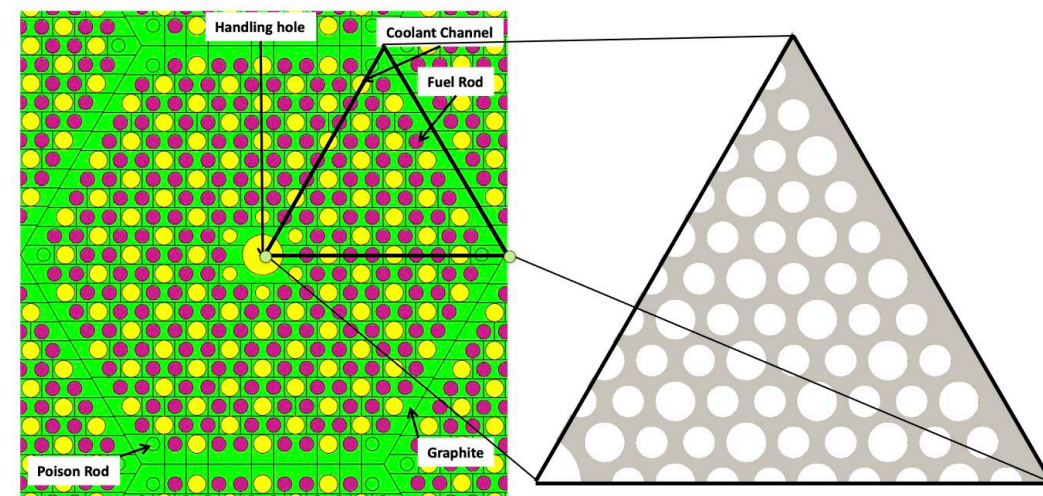 Handling hole
Coolant Channel
Fuel Rod
Poison Rod
Graphite